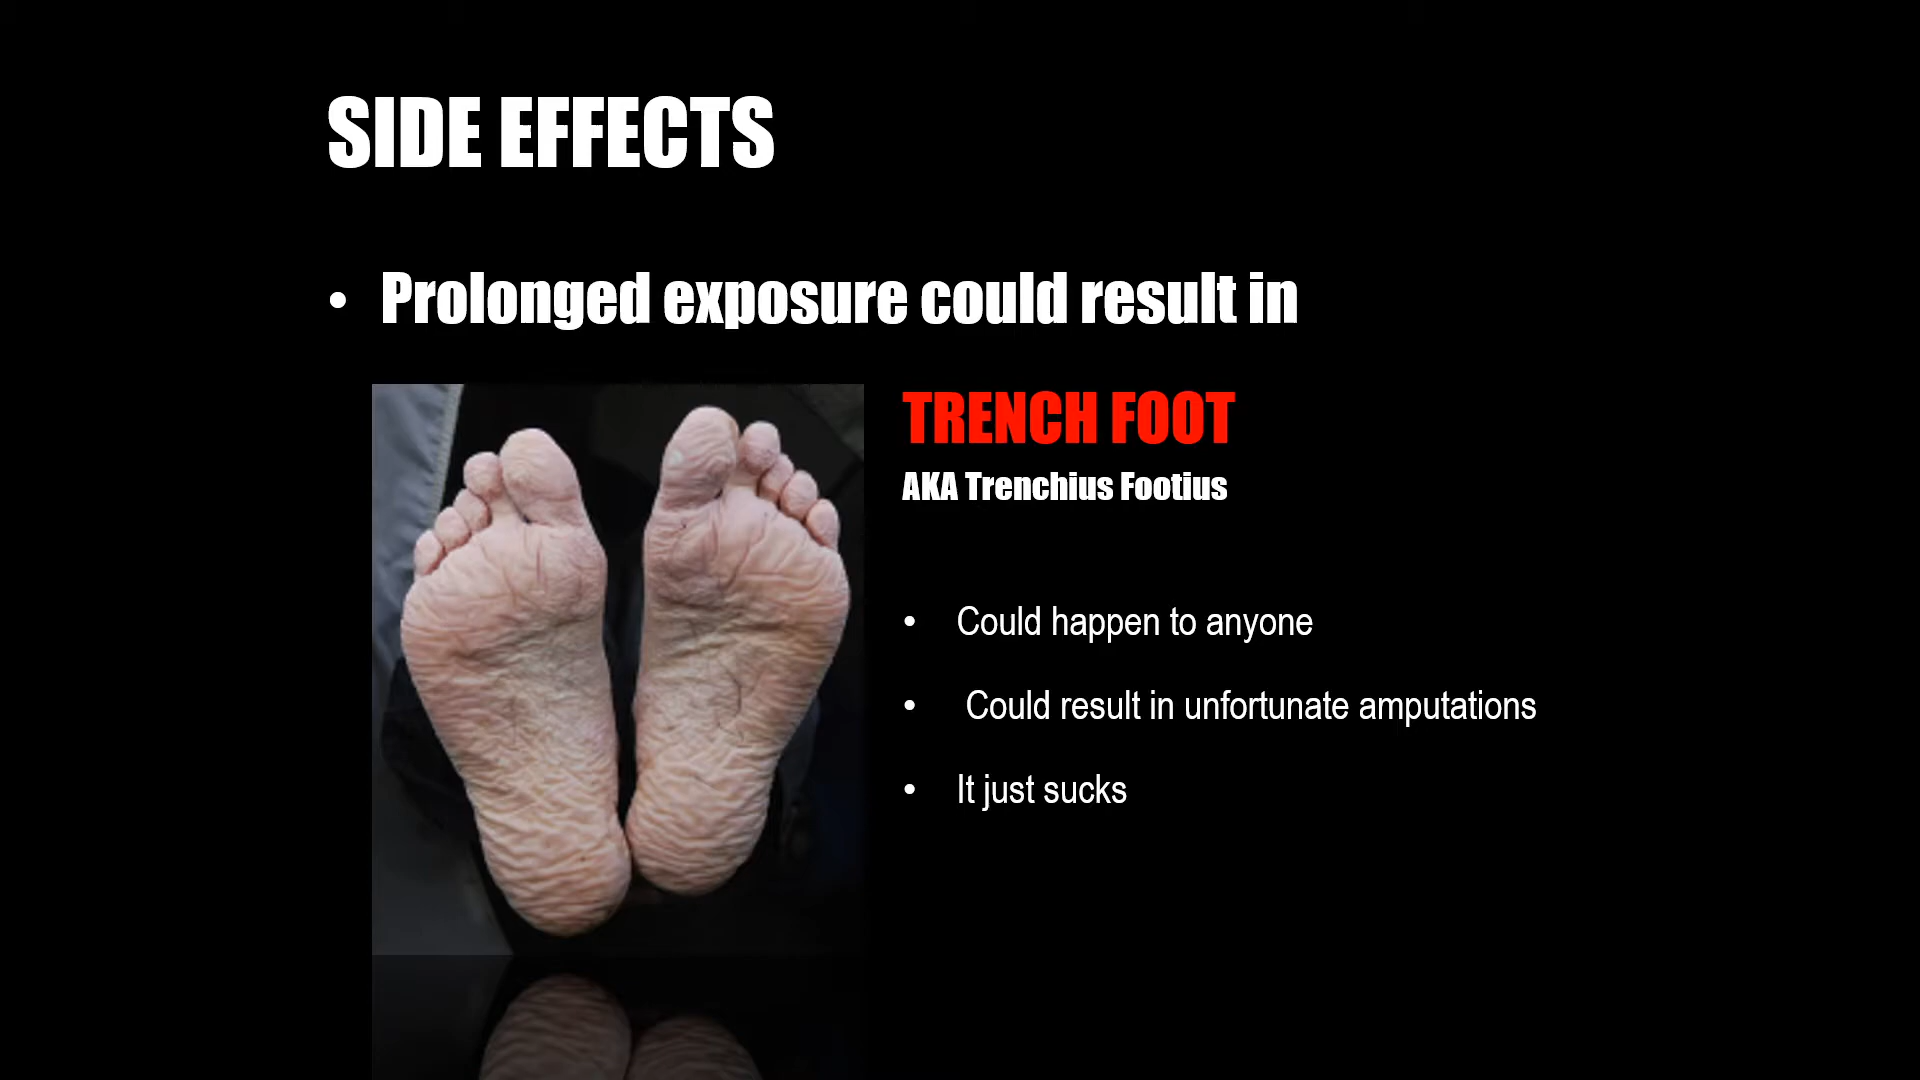 SIDE EFFECTS
• Prolonged exposure could result in
TRENCH FOOT
AKA Trenchius Footius
• Could happen to anyone
• Could result in unfortunate amputations
• It just sucks